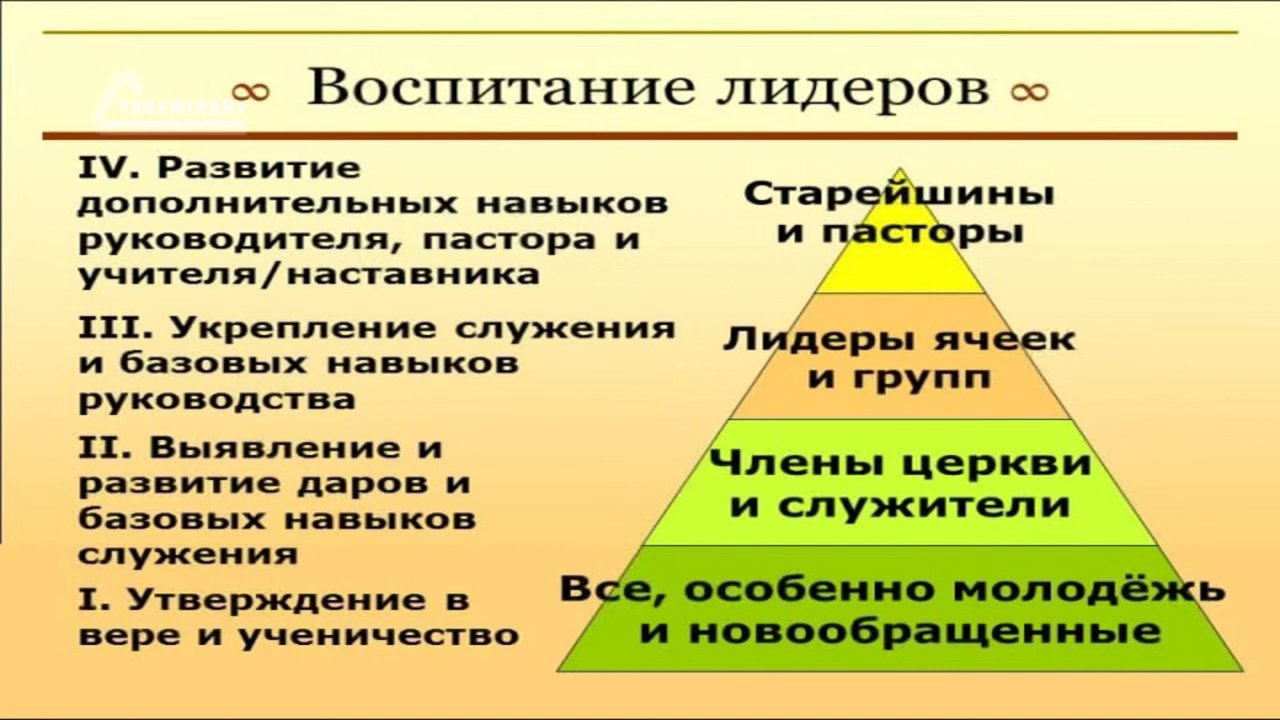 ∞ Воспитание лидеров ∞
IV. Развитие
дополнительных навыков
руководителя, пастора и
учителя/наставника
III. Укрепление служения
и базовых навыков
руководства
II. Выявление и
развитие даров и
базовых навыков
служения
I. Утверждение в
вере и ученичество
Старейшины
и пасторы
Лидеры ячеек
и групп
Члены церкви
и служители
Все, особенно молодёжь
и новообращенные